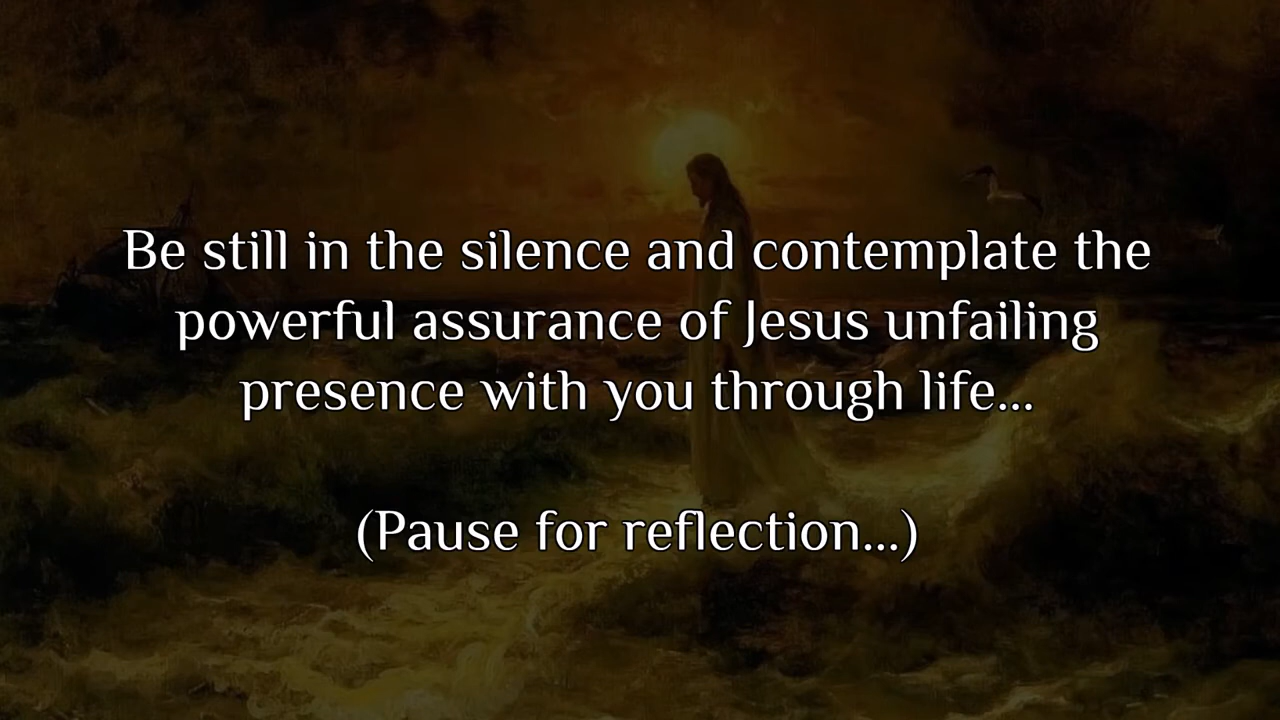 Be still in the silence and contemplate the
powerful assurance of Jesus unfailing
presence with you through life...
(Pause for reflection...)